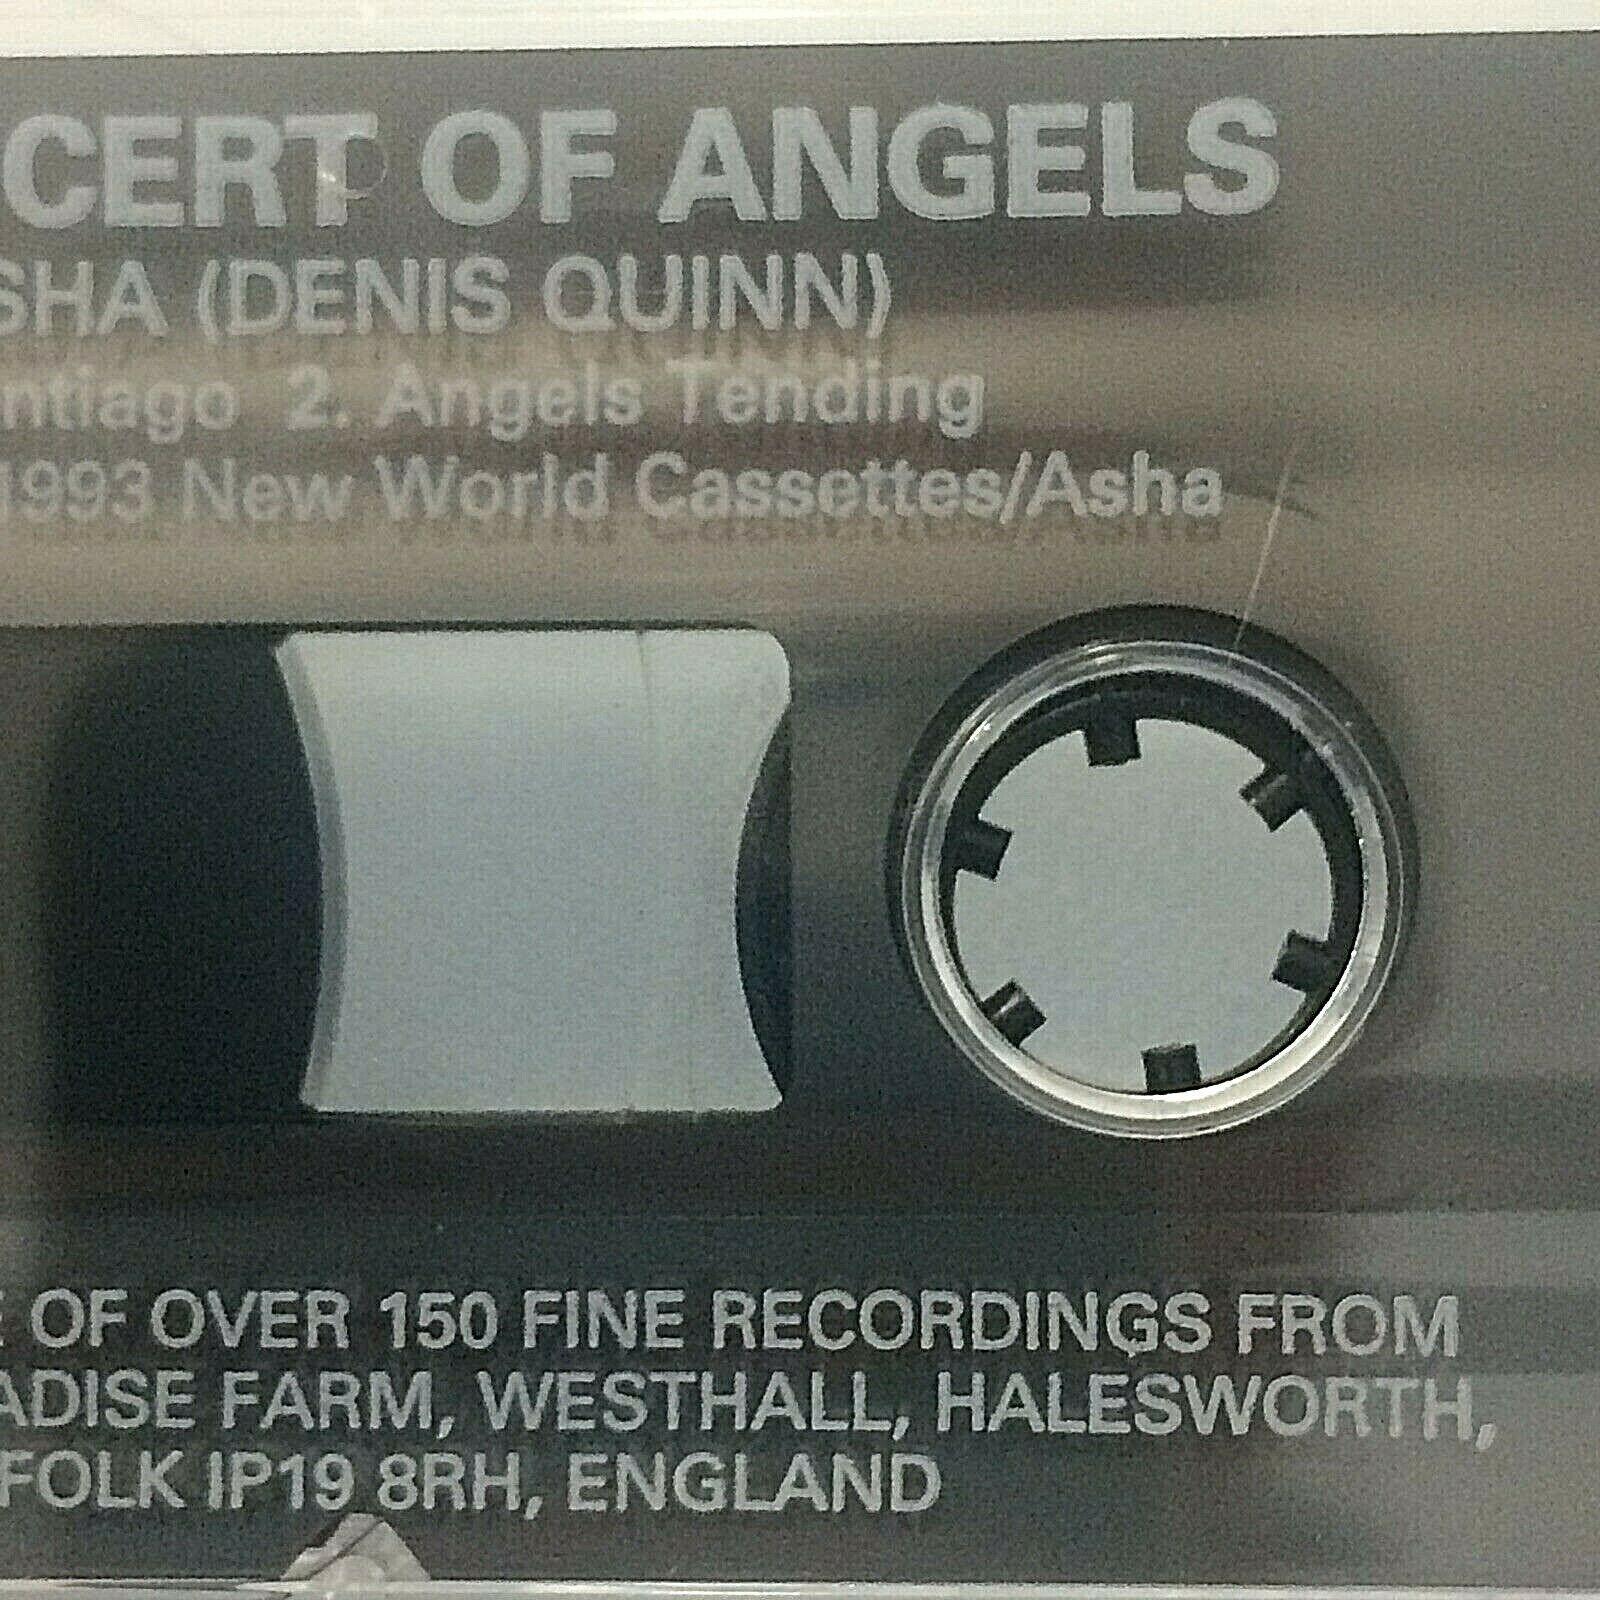 CERT OF ANGELS
SHA (DENIS QUINN)
ntiago 2. Angels Tending
1993 New World Cassettes/Asha
E OF OVER 150 FINE RECORDINGS FROM
ADISE FARM, WESTHALL, HALESWORTH,
FOLK IP19 8RH, ENGLAND